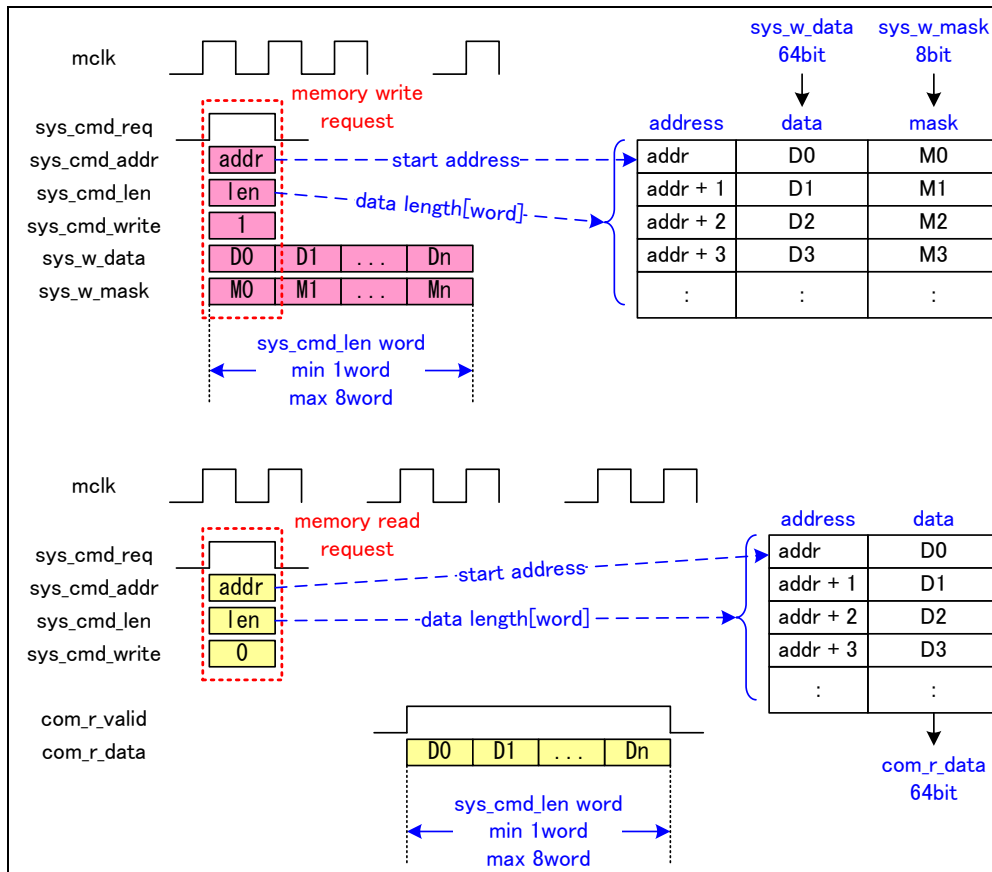 sys_w_data sys_w_mask
64bit 8bit
mclk
memory write
request
address data mask
sys_cmd_req
sys_cmd_addr addr start address addr D0 M0
sys_cmd_len len data length[word] addr + 1 D1 M1
sys_cmd_write 1 addr + 2 D2 M2
sys_w_data D0 D1 ... Dn addr + 3 D3 M3
sys_w_mask M0 M1 ... Mn : : :
sys_cmd_len word
min 1word
max 8word
mclk
memory read
request
address data
sys_cmd_req addr D0
sys_cmd_addr addr start address addr + 1 D1
sys_cmd_len len data length[word] addr + 2 D2
sys_cmd_write 0 addr + 3 D3
: :
com_r_valid
com_r_data D0 D1 ... Dn
com_r_data
64bit
sys_cmd_len word
min 1word
max 8word